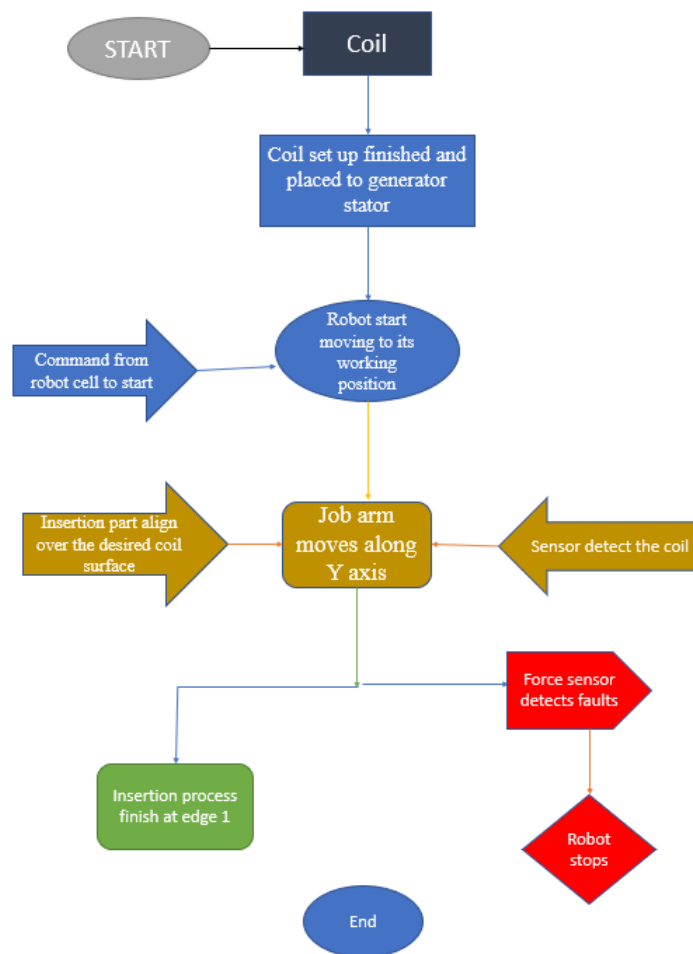 START
Coil
Coil set up finished and
placed to generator
stator
Robot start
moving to its
working
position
Command from
robot cell to start
Insertion part align
over the desired coil
surface
Job arm
moves along
Y axis
Sensor detect the coil
Force sensor
detects faults
Insertion process
finish at edge 1
Robot
stops
End